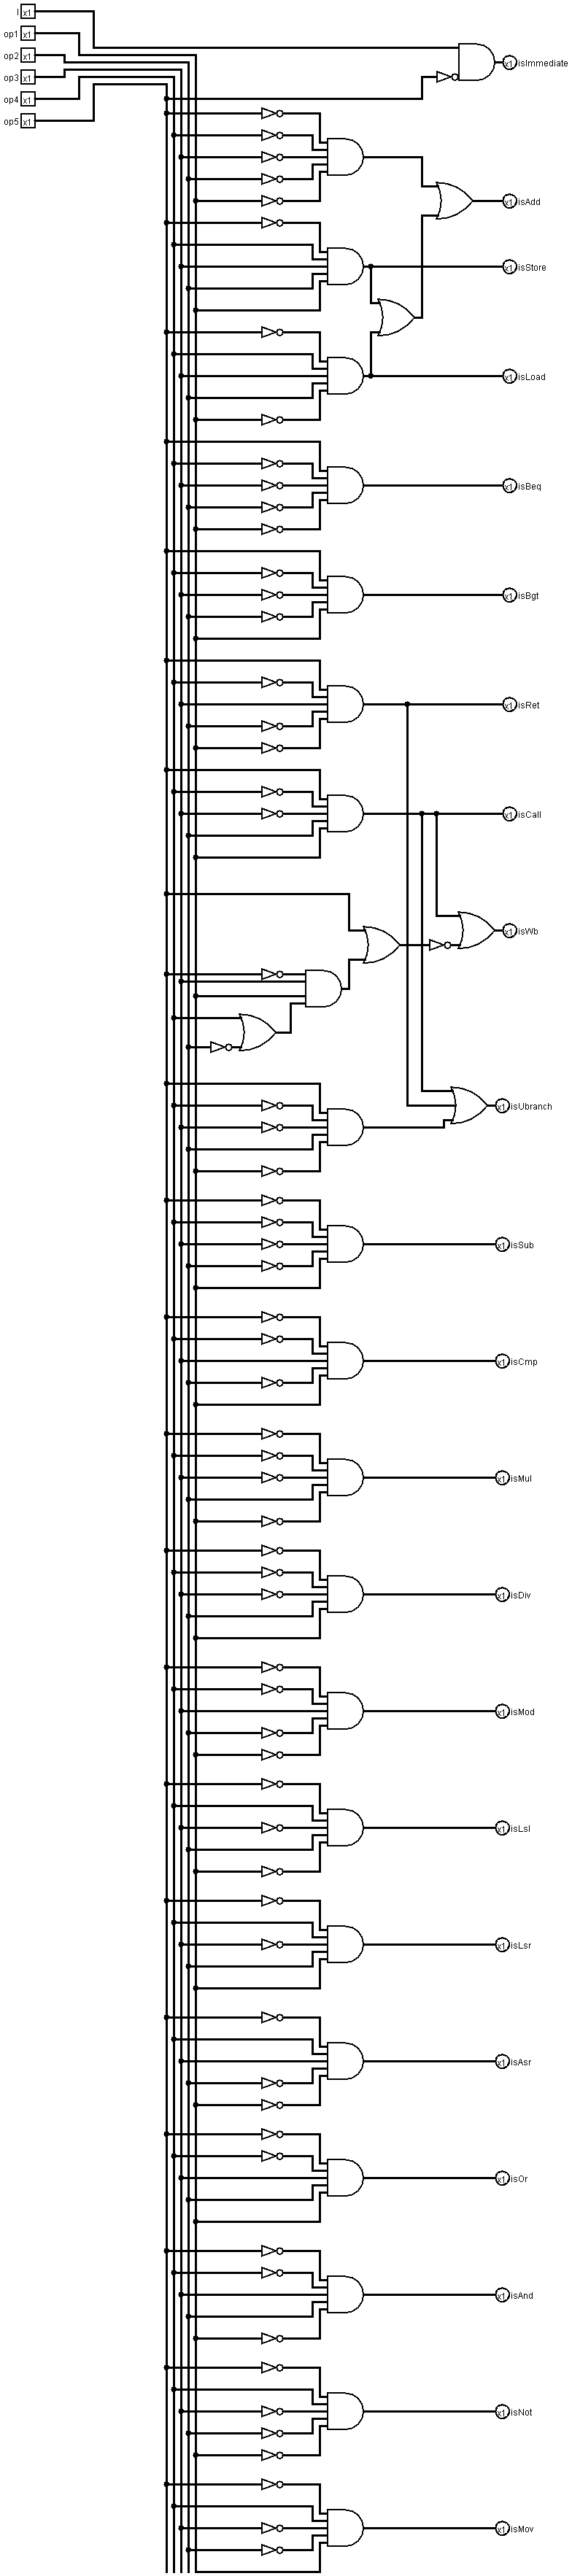 I x1
op1 x1
op2 x1
op3 x1
op4 x1
op5 x1
x1 isImmediate
x1 isAdd
x1 isStore
x1 isLoad
x1 isBeq
x1 isBgt
x1 isRet
x1 isCall
x1 isWb
x1 isUbranch
x1 isSub
x1 isCmp
x1 isMul
x1 isDiv
x1 isMod
x1 isLsl
x1 isLsr
x1 isAsr
x1 isOr
x1 isAnd
x1 isNot
x1 isMov